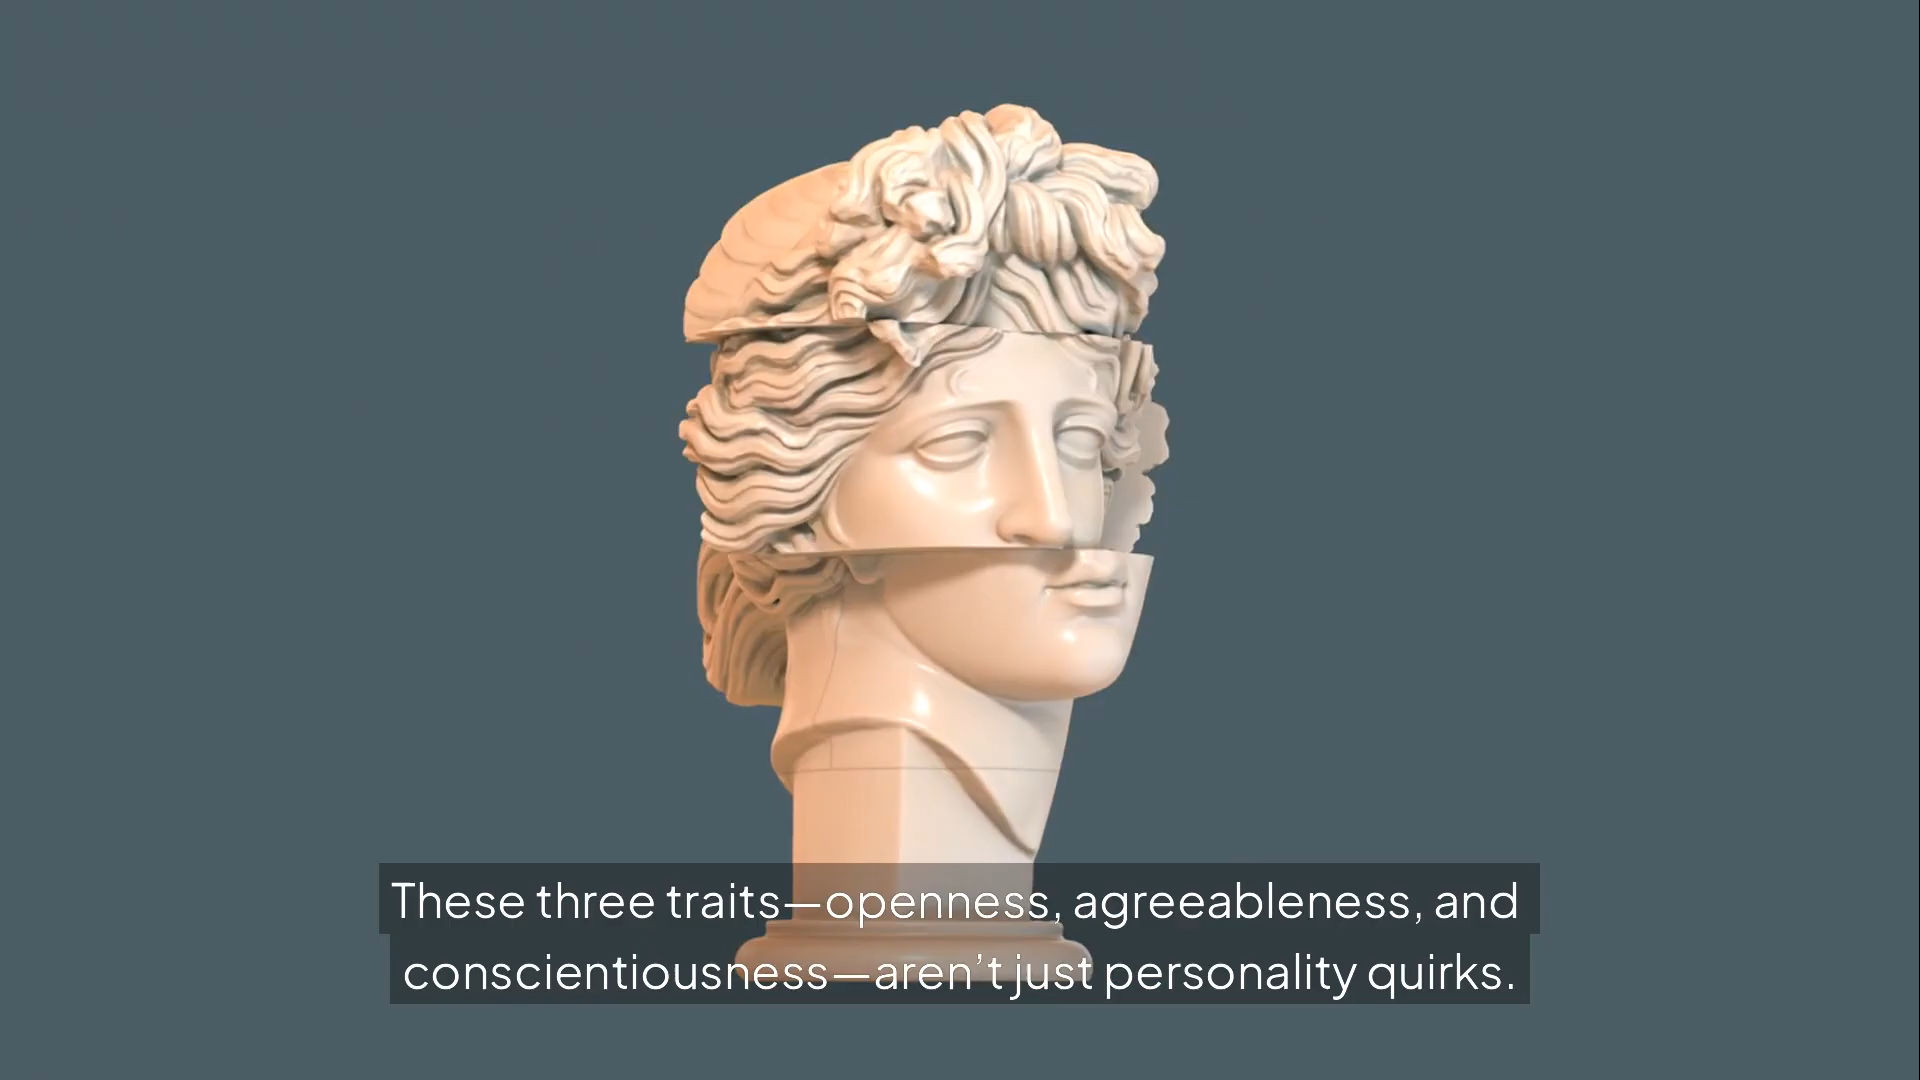 These three traits—openness, agreeableness, and
conscientiousness—aren’t just personality quirks.